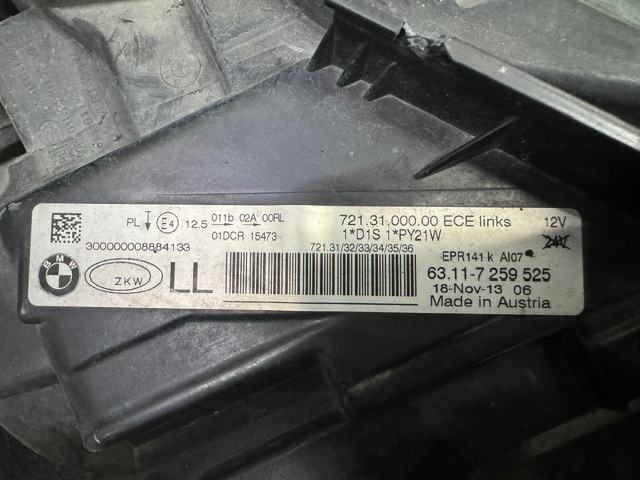 PL E4 12,5 011b 02A 00RL
01DCR 15473
721.31.000.00 ECE links 12V
1*D1S 1*PY21W
300000008884133
721.31/32/33/34/35/36
EPR141 k AI07
BMW
ZKW
LL
63.11-7 259 525
18-Nov-13 06
Made in Austria